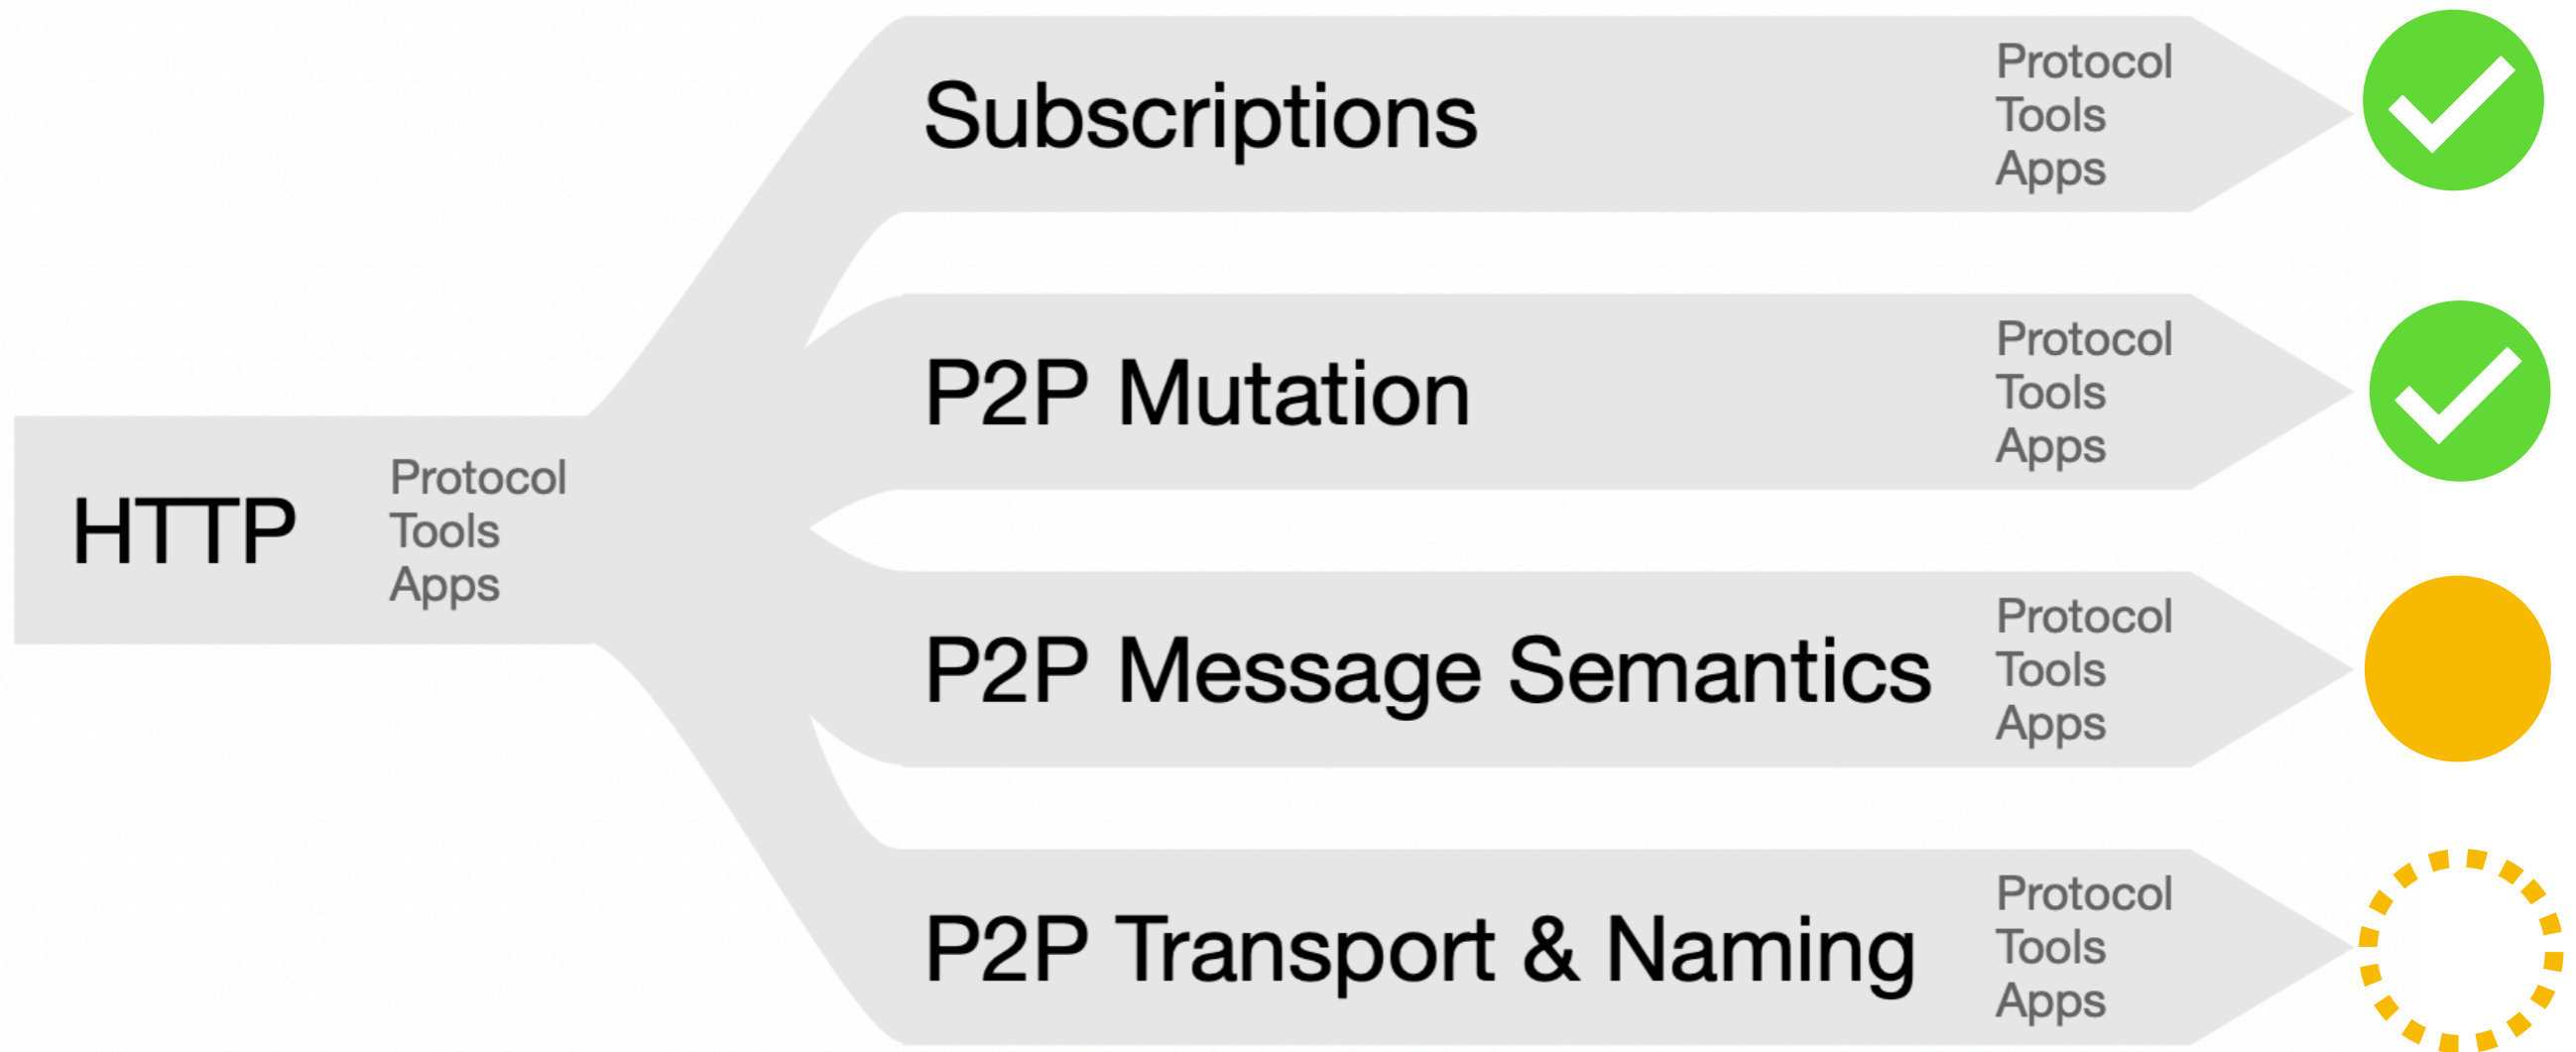 HTTP
Protocol
Tools
Apps
Subscriptions
Protocol
Tools
Apps
P2P Mutation
Protocol
Tools
Apps
P2P Message Semantics
Protocol
Tools
Apps
P2P Transport & Naming
Protocol
Tools
Apps